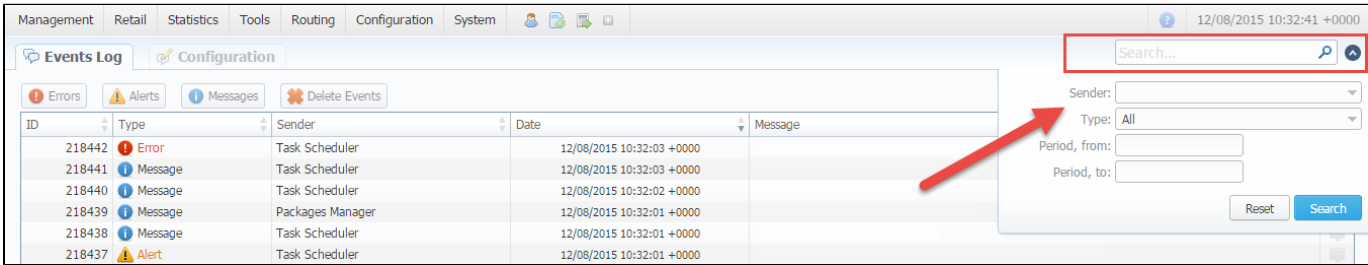 Management Retail Statistics Tools Routing Configuration System 12/08/2015 10:32:41 +0000
Events Log Configuration Search...
Errors Alerts Messages Delete Events
Sender:
Type: All
Period, from:
Period, to:
Reset Search
ID Type Sender Date Message
218442 Error Task Scheduler 12/08/2015 10:32:03 +0000
218441 Message Task Scheduler 12/08/2015 10:32:03 +0000
218440 Message Task Scheduler 12/08/2015 10:32:02 +0000
218439 Message Packages Manager 12/08/2015 10:32:01 +0000
218438 Message Task Scheduler 12/08/2015 10:32:01 +0000
218437 Alert Task Scheduler 12/08/2015 10:32:01 +0000